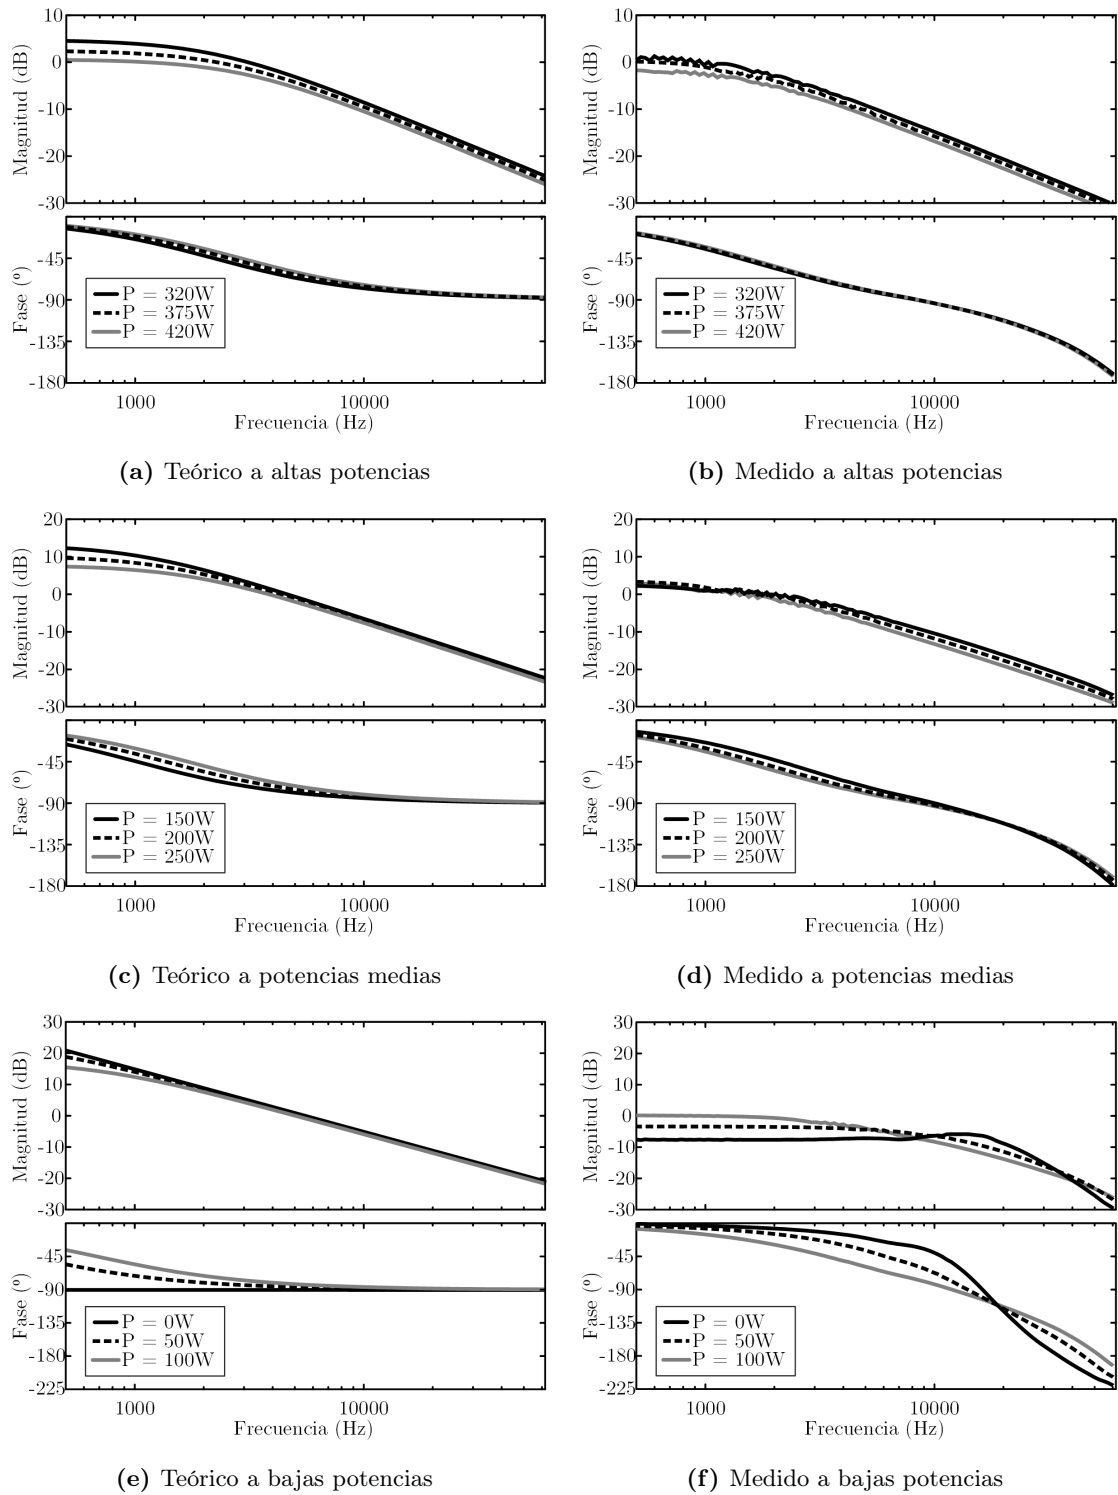 10
0
-10
-20
-30
Magnitud (dB)
-45
-90
-135
-180
Fase (º)
P = 320W
P = 375W
P = 420W
1000
10000
Frecuencia (Hz)
(a) Teórico a altas potencias
10
0
-10
-20
-30
Magnitud (dB)
-45
-90
-135
-180
Fase (º)
P = 320W
P = 375W
P = 420W
1000
10000
Frecuencia (Hz)
(b) Medido a altas potencias
20
10
0
-10
-20
-30
Magnitud (dB)
-45
-90
-135
-180
Fase (º)
P = 150W
P = 200W
P = 250W
1000
10000
Frecuencia (Hz)
(c) Teórico a potencias medias
20
10
0
-10
-20
-30
Magnitud (dB)
-45
-90
-135
-180
Fase (º)
P = 150W
P = 200W
P = 250W
1000
10000
Frecuencia (Hz)
(d) Medido a potencias medias
30
20
10
0
-10
-20
-30
Magnitud (dB)
-45
-90
-135
-180
-225
Fase (º)
P = 0W
P = 50W
P = 100W
1000
10000
Frecuencia (Hz)
(e) Teórico a bajas potencias
30
20
10
0
-10
-20
-30
Magnitud (dB)
-45
-90
-135
-180
-225
Fase (º)
P = 0W
P = 50W
P = 100W
1000
10000
Frecuencia (Hz)
(f) Medido a bajas potencias